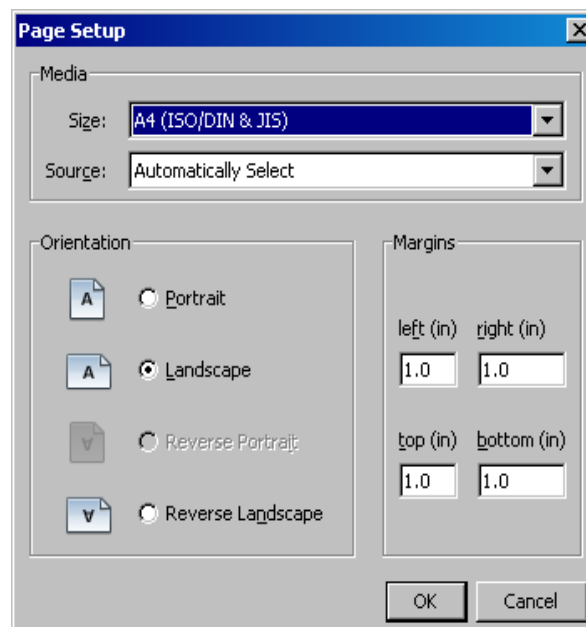 Page Setup
Media
Size: A4 (ISO/DIN & JIS)
Source: Automatically Select
Orientation
A Portrait
A Landscape
A Reverse Portrait
A Reverse Landscape
Margins
left (in) right (in)
1.0 1.0
top (in) bottom (in)
1.0 1.0
OK Cancel